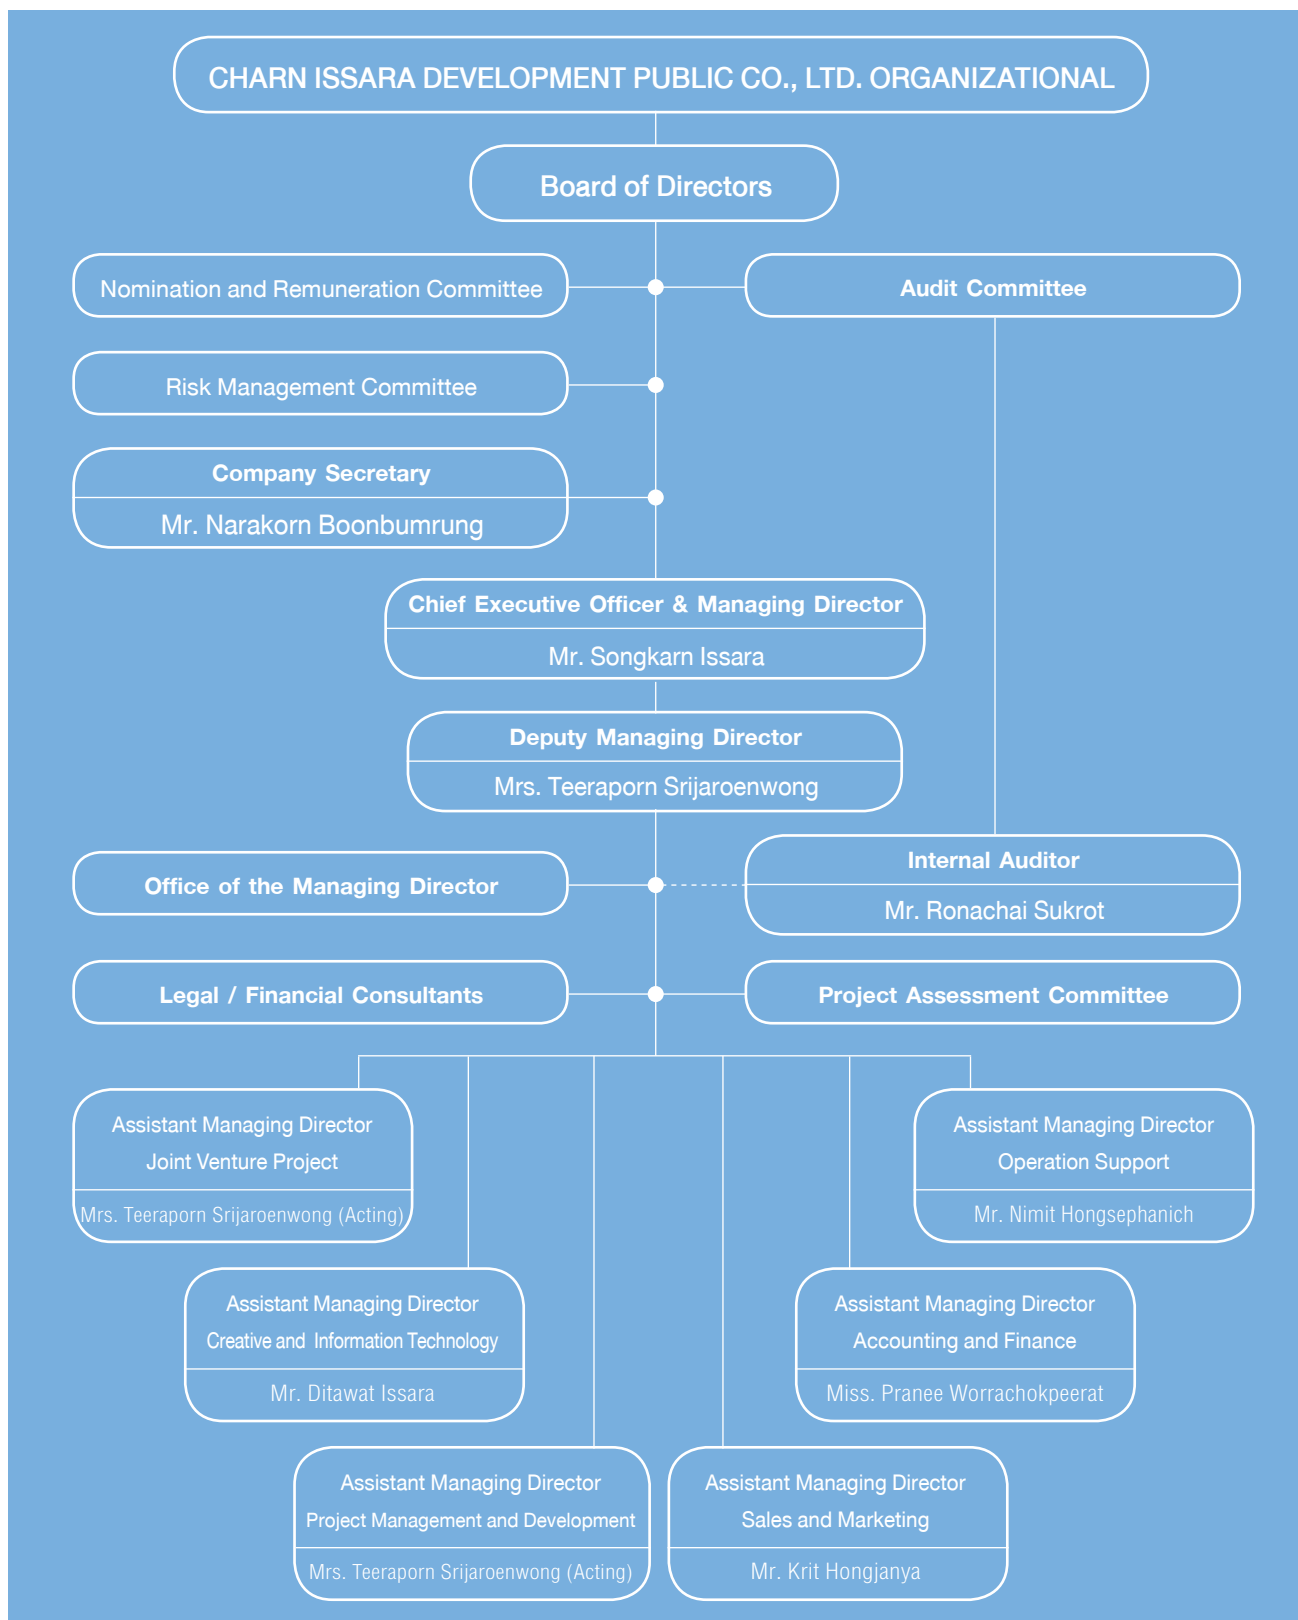 CHARN ISSARA DEVELOPMENT PUBLIC CO., LTD. ORGANIZATIONAL
Board of Directors
Nomination and Remuneration Committee
Audit Committee
Risk Management Committee
Company Secretary
Mr. Narakorn Boonbumrung
Chief Executive Officer & Managing Director
Mr. Songkarn Issara
Deputy Managing Director
Mrs. Teeraporn Srijaroenwong
Office of the Managing Director
Internal Auditor
Mr. Ronachai Sukrot
Legal / Financial Consultants
Project Assessment Committee
Assistant Managing Director
Joint Venture Project
Mrs. Teeraporn Srijaroenwong (Acting)
Assistant Managing Director
Operation Support
Mr. Nimit Hongsephanich
Assistant Managing Director
Creative and Information Technology
Mr. Ditawat Issara
Assistant Managing Director
Accounting and Finance
Miss. Pranee Worrachokpeerat
Assistant Managing Director
Project Management and Development
Mrs. Teeraporn Srijaroenwong (Acting)
Assistant Managing Director
Sales and Marketing
Mr. Krit Hongjanya